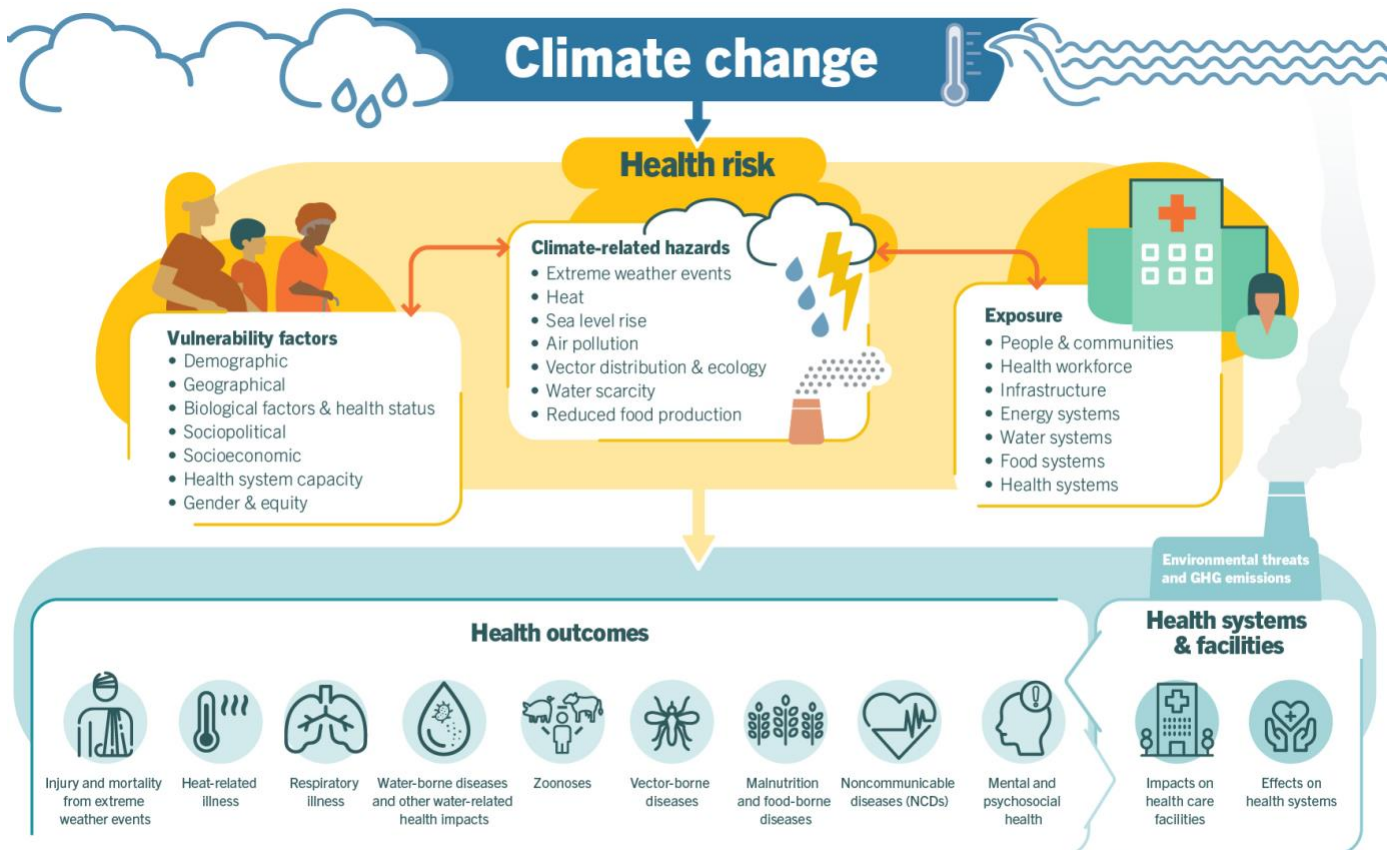 Climate change
Health risk
Vulnerability factors
• Demographic
• Geographical
• Biological factors & health status
• Sociopolitical
• Socioeconomic
• Health system capacity
• Gender & equity
Climate-related hazards
• Extreme weather events
• Heat
• Sea level rise
• Air pollution
• Vector distribution & ecology
• Water scarcity
• Reduced food production
Exposure
• People & communities
• Health workforce
• Infrastructure
• Energy systems
• Water systems
• Food systems
• Health systems
Environmental threats
and GHG emissions
Health outcomes
Injury and mortality
from extreme
weather events
Heat-related
illness
Respiratory
illness
Water-borne diseases
and other water-related
health impacts
Zoonoses
Vector-borne
diseases
Malnutrition
and food-borne
diseases
Noncommunicable
diseases (NCDs)
Mental and
psychosocial
health
Health systems
& facilities
Impacts on
health care
facilities
Effects on
health systems